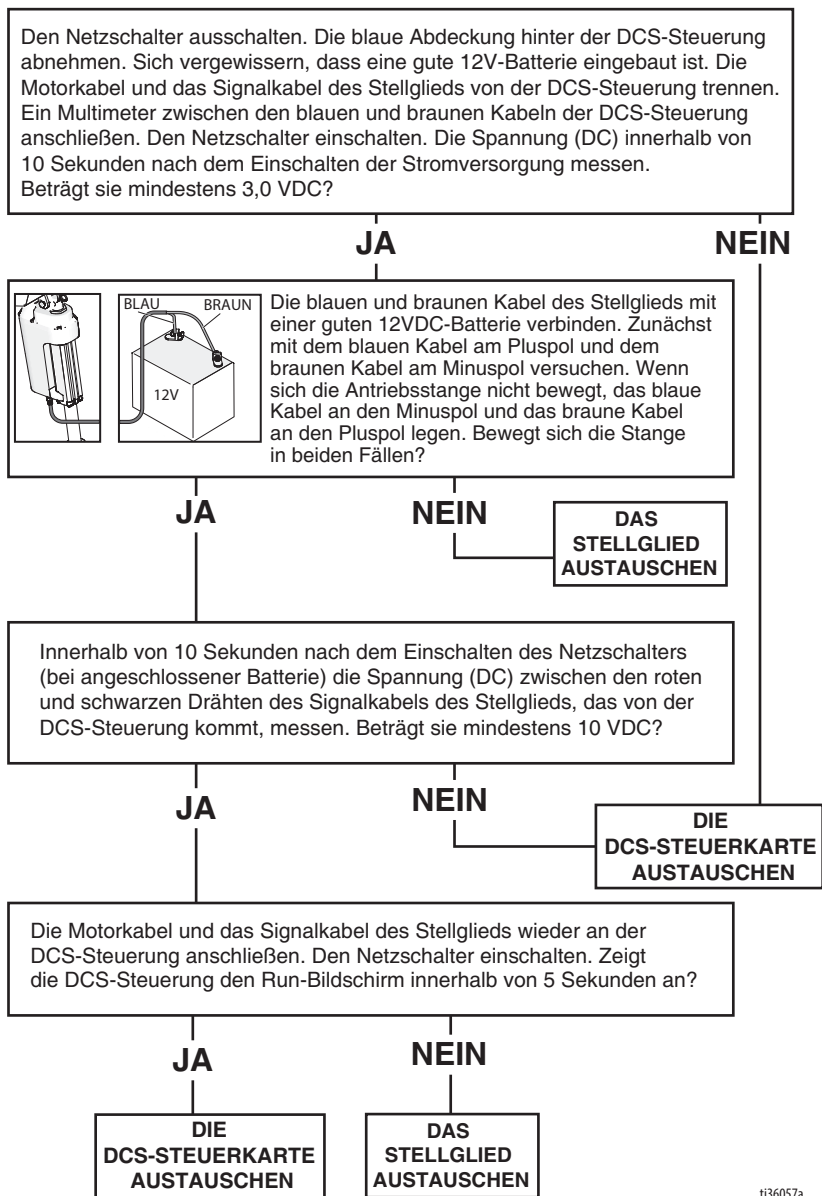 Den Netzschalter ausschalten. Die blaue Abdeckung hinter der DCS-Steuerung
abnehmen. Sich vergewissern, dass eine gute 12V-Batterie eingebaut ist. Die
Motorkabel und das Signalkabel des Stellglieds von der DCS-Steuerung trennen.
Ein Multimeter zwischen den blauen und braunen Kabeln der DCS-Steuerung
anschließen. Den Netzschalter einschalten. Die Spannung (DC) innerhalb von
10 Sekunden nach dem Einschalten der Stromversorgung messen.
Beträgt sie mindestens 3,0 VDC?
JA
NEIN
BLAU
BRAUN
12V
Die blauen und braunen Kabel des Stellglieds mit
einer guten 12VDC-Batterie verbinden. Zunächst
mit dem blauen Kabel am Pluspol und dem
braunen Kabel am Minuspol versuchen. Wenn
sich die Antriebsstange nicht bewegt, das blaue
Kabel an den Minuspol und das braune Kabel
an den Pluspol legen. Bewegt sich die Stange
in beiden Fällen?
JA
NEIN
DAS
STELLGLIED
AUSTAUSCHEN
Innerhalb von 10 Sekunden nach dem Einschalten des Netzschalters
(bei angeschlossener Batterie) die Spannung (DC) zwischen den roten
und schwarzen Drähten des Signalkabels des Stellglieds, das von der
DCS-Steuerung kommt, messen. Beträgt sie mindestens 10 VDC?
JA
NEIN
DIE
DCS-STEUERKARTE
AUSTAUSCHEN
Die Motorkabel und das Signalkabel des Stellglieds wieder an der
DCS-Steuerung anschließen. Den Netzschalter einschalten. Zeigt
die DCS-Steuerung den Run-Bildschirm innerhalb von 5 Sekunden an?
JA
NEIN
DIE
DCS-STEUERKARTE
AUSTAUSCHEN
DAS
STELLGLIED
AUSTAUSCHEN
ti36057a